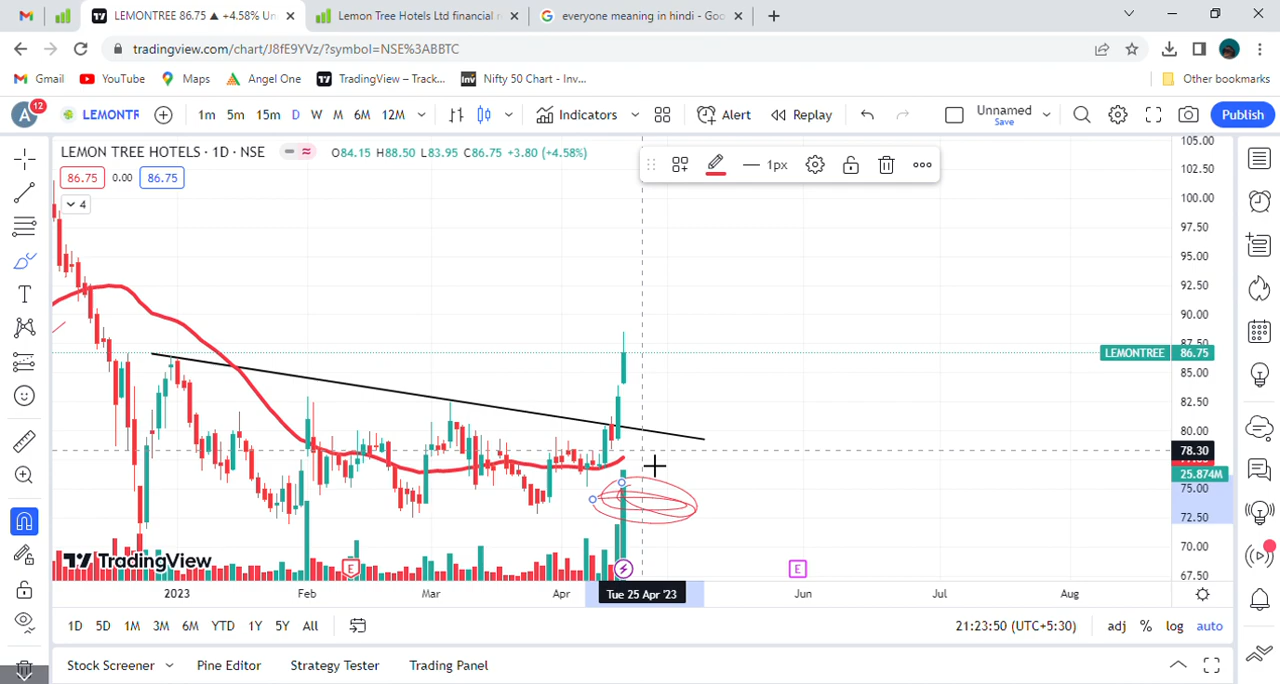 LEMONTREE 86.75 ▲ +4.58% Un
Lemon Tree Hotels Ltd financial r
everyone meaning in hindi - Goo
tradingview.com/chart/J8fE9YVz/?symbol=NSE%3ABBTC
Gmail YouTube Maps Angel One TradingView – Track... Nifty 50 Chart - Inv... Other bookmarks
A 12 LEMONTR 1m 5m 15m D W M 6M 12M Indicators Alert Replay Unnamed Save Publish
LEMON TREE HOTELS · 1D · NSE O84.15 H88.50 L83.95 C86.75 +3.80 (+4.58%)
86.75 0.00 86.75
4
1px
105.00
102.50
100.00
97.50
95.00
92.50
90.00
87.50
LEMONTREE 86.75
85.00
82.50
80.00
78.30
25.874M
75.00
72.50
70.00
67.50
TradingView
E
E
2023 Feb Mar Apr Tue 25 Apr '23 Jun Jul Aug
1D 5D 1M 3M 6M YTD 1Y 5Y All 21:23:50 (UTC+5:30) adj % log auto
Stock Screener Pine Editor Strategy Tester Trading Panel